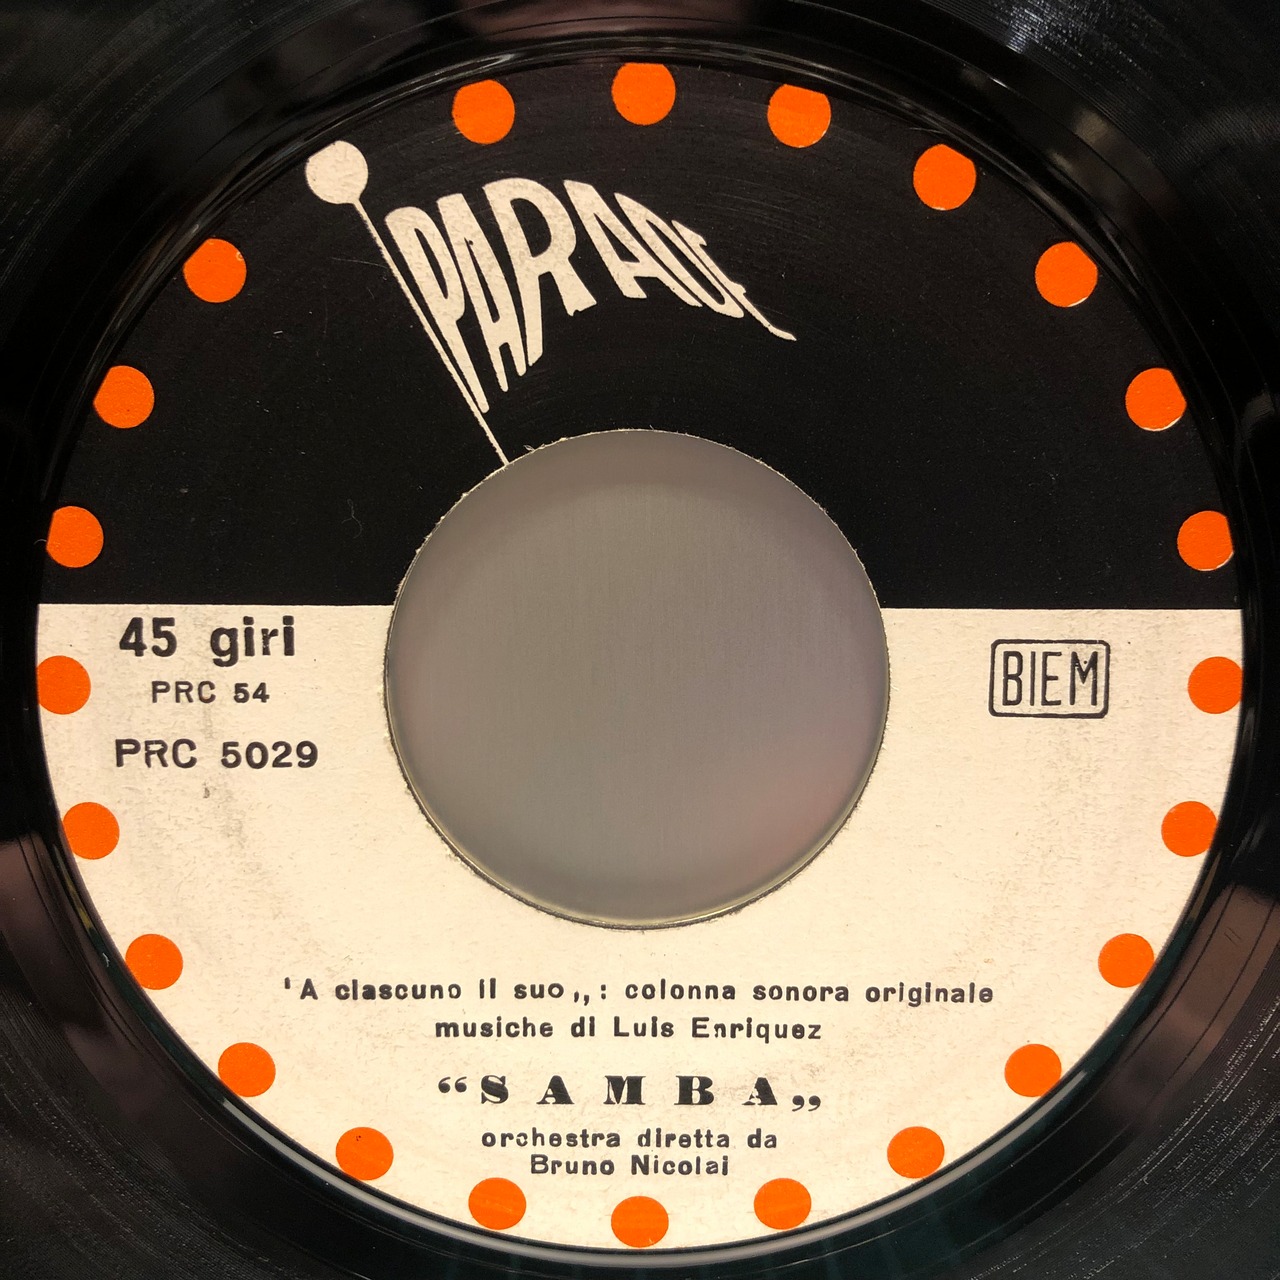 PARADE
45 giri
PRC 54
PRC 5029
BIEM
'A ciascuno il suo,,: colonna sonora originale
musiche di Luis Enriquez
“SAMBA„
orchestra diretta da
Bruno Nicolai